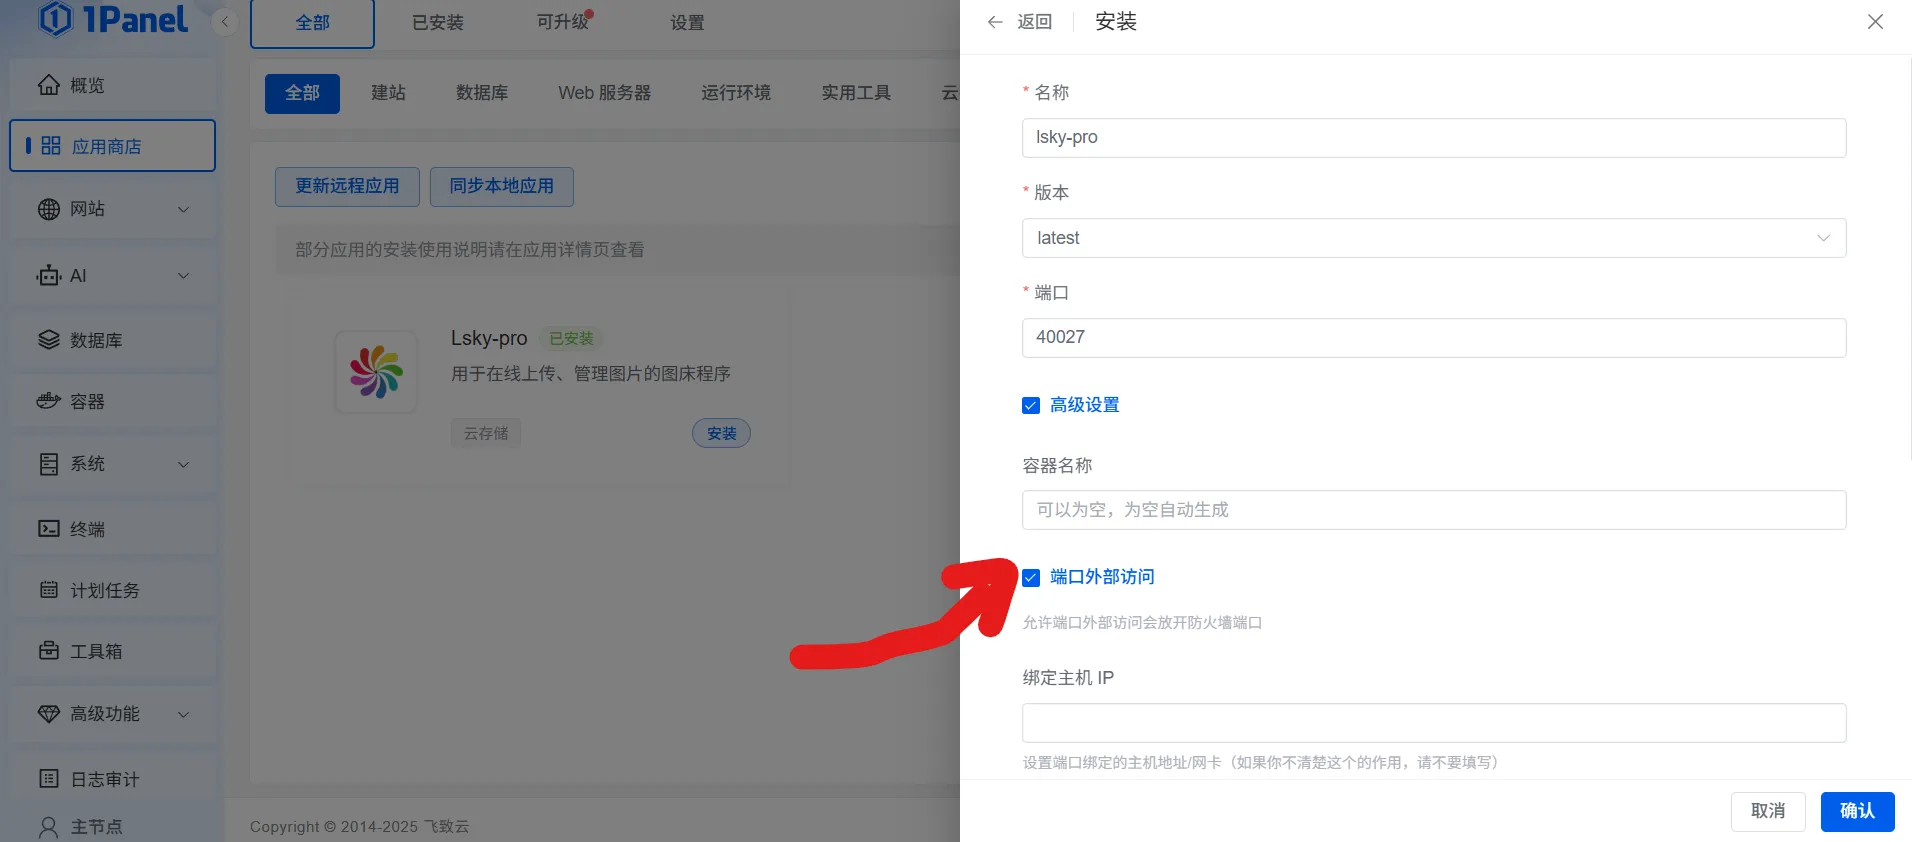 1Panel
全部
已安装
可升级
设置
返回
安装
概览
应用商店
网站
AI
数据库
容器
系统
终端
计划任务
工具箱
高级功能
日志审计
主节点
全部
建站
数据库
Web 服务器
运行环境
实用工具
云
更新远程应用
同步本地应用
部分应用的安装使用说明请在应用详情页查看
Lsky-pro
已安装
用于在线上传、管理图片的图床程序
云存储
安装
Copyright © 2014-2025 飞致云
* 名称
lsky-pro
* 版本
latest
* 端口
40027
高级设置
容器名称
可以为空，为空自动生成
端口外部访问
允许端口外部访问会放开防火墙端口
绑定主机 IP
设置端口绑定的主机地址/网卡（如果你不清楚这个的作用，请不要填写）
取消
确认